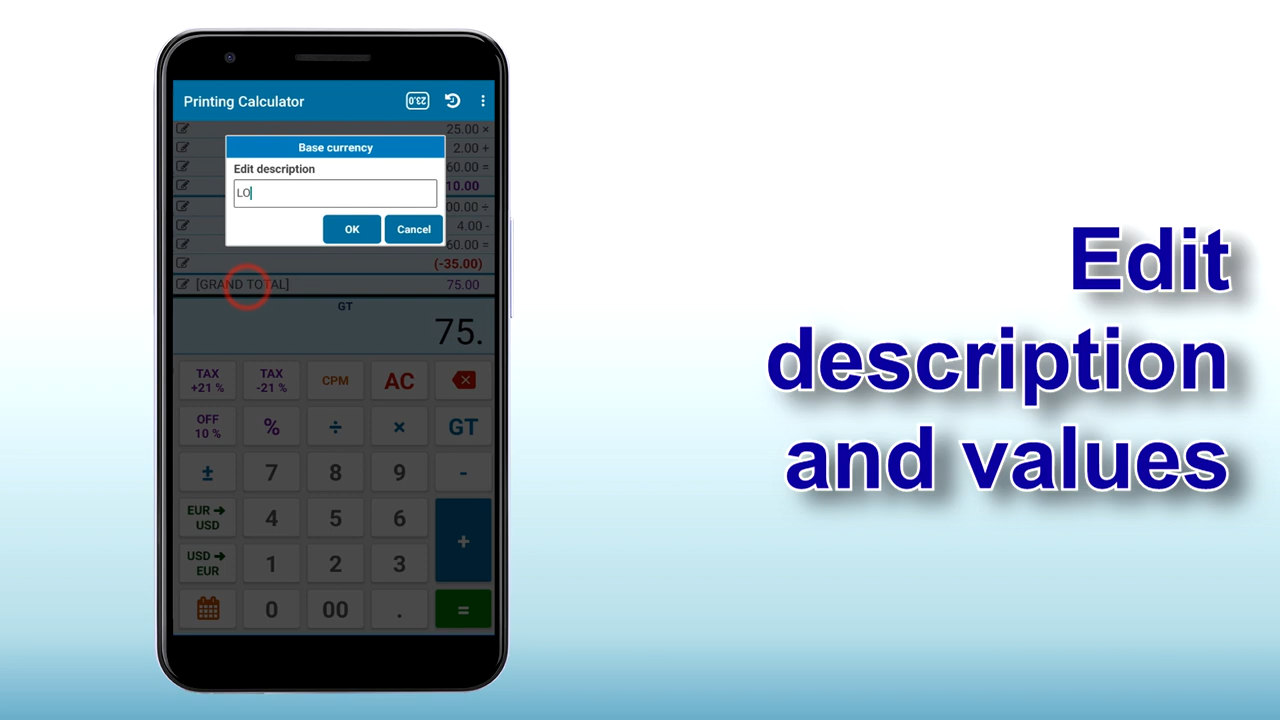 Printing Calculator
23.0
25.00 ×
2.00 +
60.00 =
10.00
00.00 ÷
4.00 -
60.00 =
(-35.00)
[GRAND TOTAL] 75.00
Base currency
Edit description
LO
OK Cancel
GT
75.
TAX +21 % TAX -21 % CPM AC
OFF 10 % % ÷ × GT
± 7 8 9 -
EUR➔ USD 4 5 6 +
USD➔ EUR 1 2 3
0 00 . =
Edit
description
and values